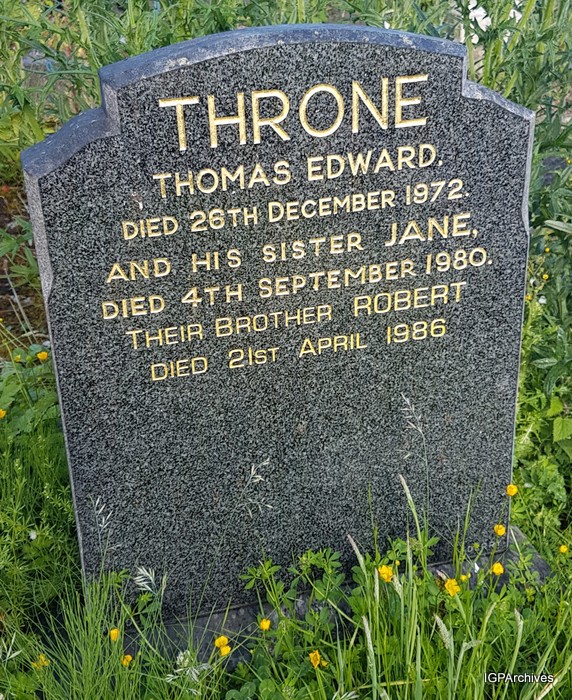 THRONE
THOMAS EDWARD.
DIED 26TH DECEMBER 1972.
AND HIS SISTER JANE,
DIED 4TH SEPTEMBER 1980.
THEIR BROTHER ROBERT
DIED 21ST APRIL 1986
IGPArchives